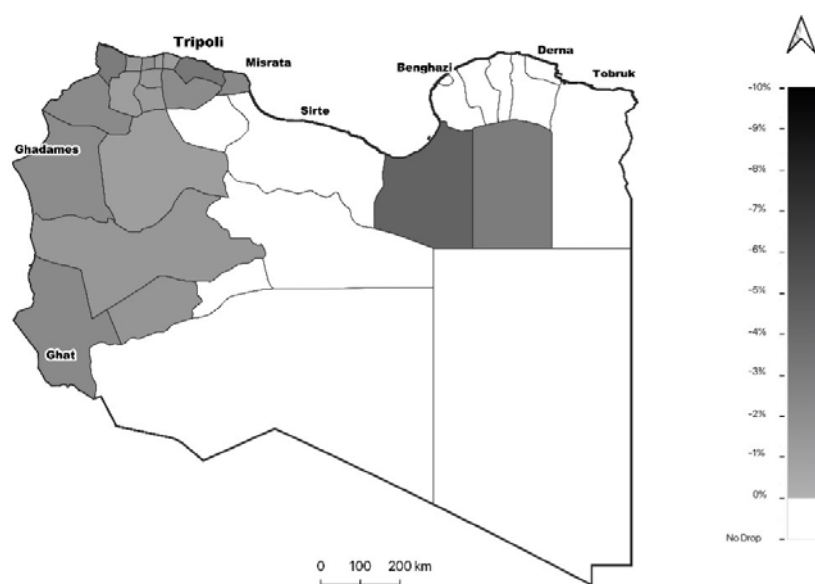 Tripoli
Misrata
Benghazi
Derna
Tobruk
Sirte
Ghadames
Ghat
0 100 200 km
-10%
-9%
-8%
-7%
-6%
-5%
-4%
-3%
-2%
-1%
0%
No Drop